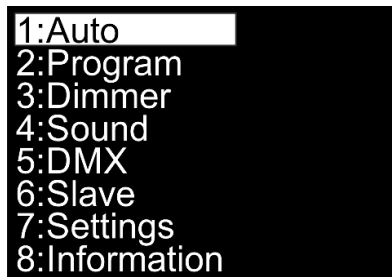 1:Auto
2:Program
3:Dimmer
4:Sound
5:DMX
6:Slave
7:Settings
8:Information